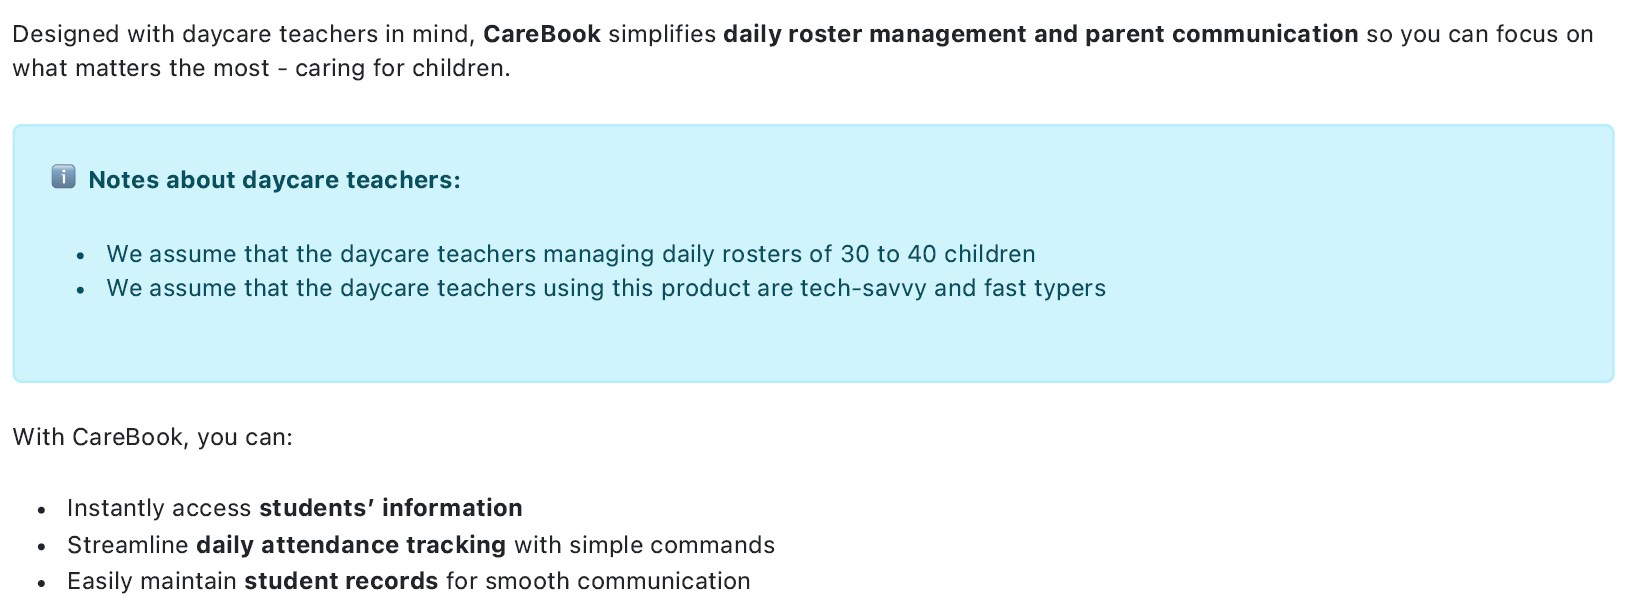 Designed with daycare teachers in mind, CareBook simplifies daily roster management and parent communication so you can focus on
what matters the most - caring for children.
ℹ️ Notes about daycare teachers:
• We assume that the daycare teachers managing daily rosters of 30 to 40 children
• We assume that the daycare teachers using this product are tech-savvy and fast typers
With CareBook, you can:
• Instantly access students’ information
• Streamline daily attendance tracking with simple commands
• Easily maintain student records for smooth communication